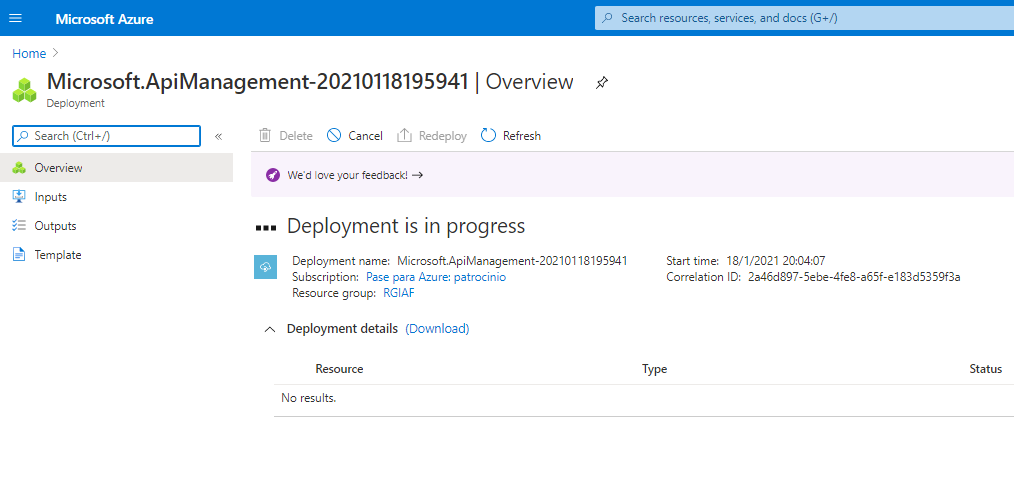 Microsoft Azure
Search resources, services, and docs (G+/)
Home
Microsoft.ApiManagement-20210118195941 | Overview
Deployment
Search (Ctrl+/)
«
Delete
Cancel
Redeploy
Refresh
Overview
Inputs
Outputs
Template
We'd love your feedback! →
Deployment is in progress
Deployment name: Microsoft.ApiManagement-20210118195941
Subscription: Pase para Azure: patrocinio
Resource group: RGIAF
Start time: 18/1/2021 20:04:07
Correlation ID: 2a46d897-5ebe-4fe8-a65f-e183d5359f3a
Deployment details (Download)
Resource Type Status
No results.